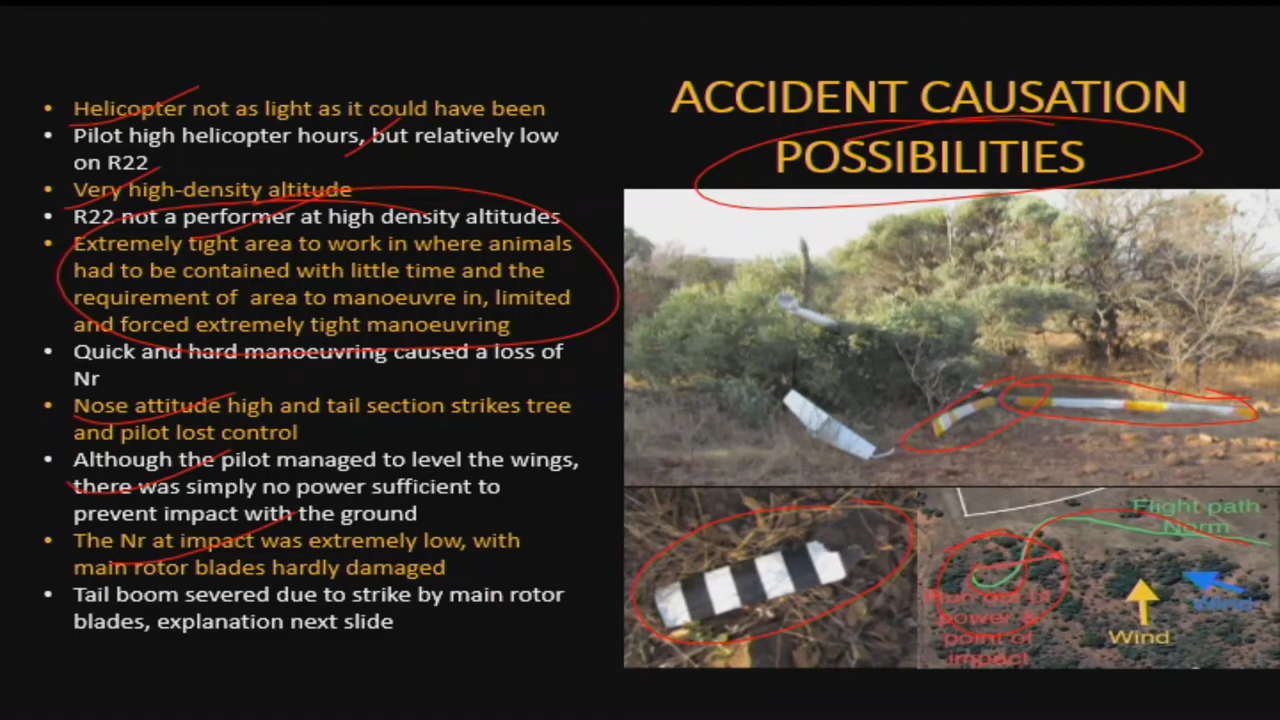 ACCIDENT CAUSATION
POSSIBILITIES
• Helicopter not as light as it could have been
• Pilot high helicopter hours, but relatively low
on R22
• Very high-density altitude
• R22 not a performer at high density altitudes
• Extremely tight area to work in where animals
had to be contained with little time and the
requirement of area to manoeuvre in, limited
and forced extremely tight manoeuvring
• Quick and hard manoeuvring caused a loss of
Nr
• Nose attitude high and tail section strikes tree
and pilot lost control
• Although the pilot managed to level the wings,
there was simply no power sufficient to
prevent impact with the ground
• The Nr at impact was extremely low, with
main rotor blades hardly damaged
• Tail boom severed due to strike by main rotor
blades, explanation next slide
Flight path
Norm
Wind
Wind
Run out of
power &
point of
impact